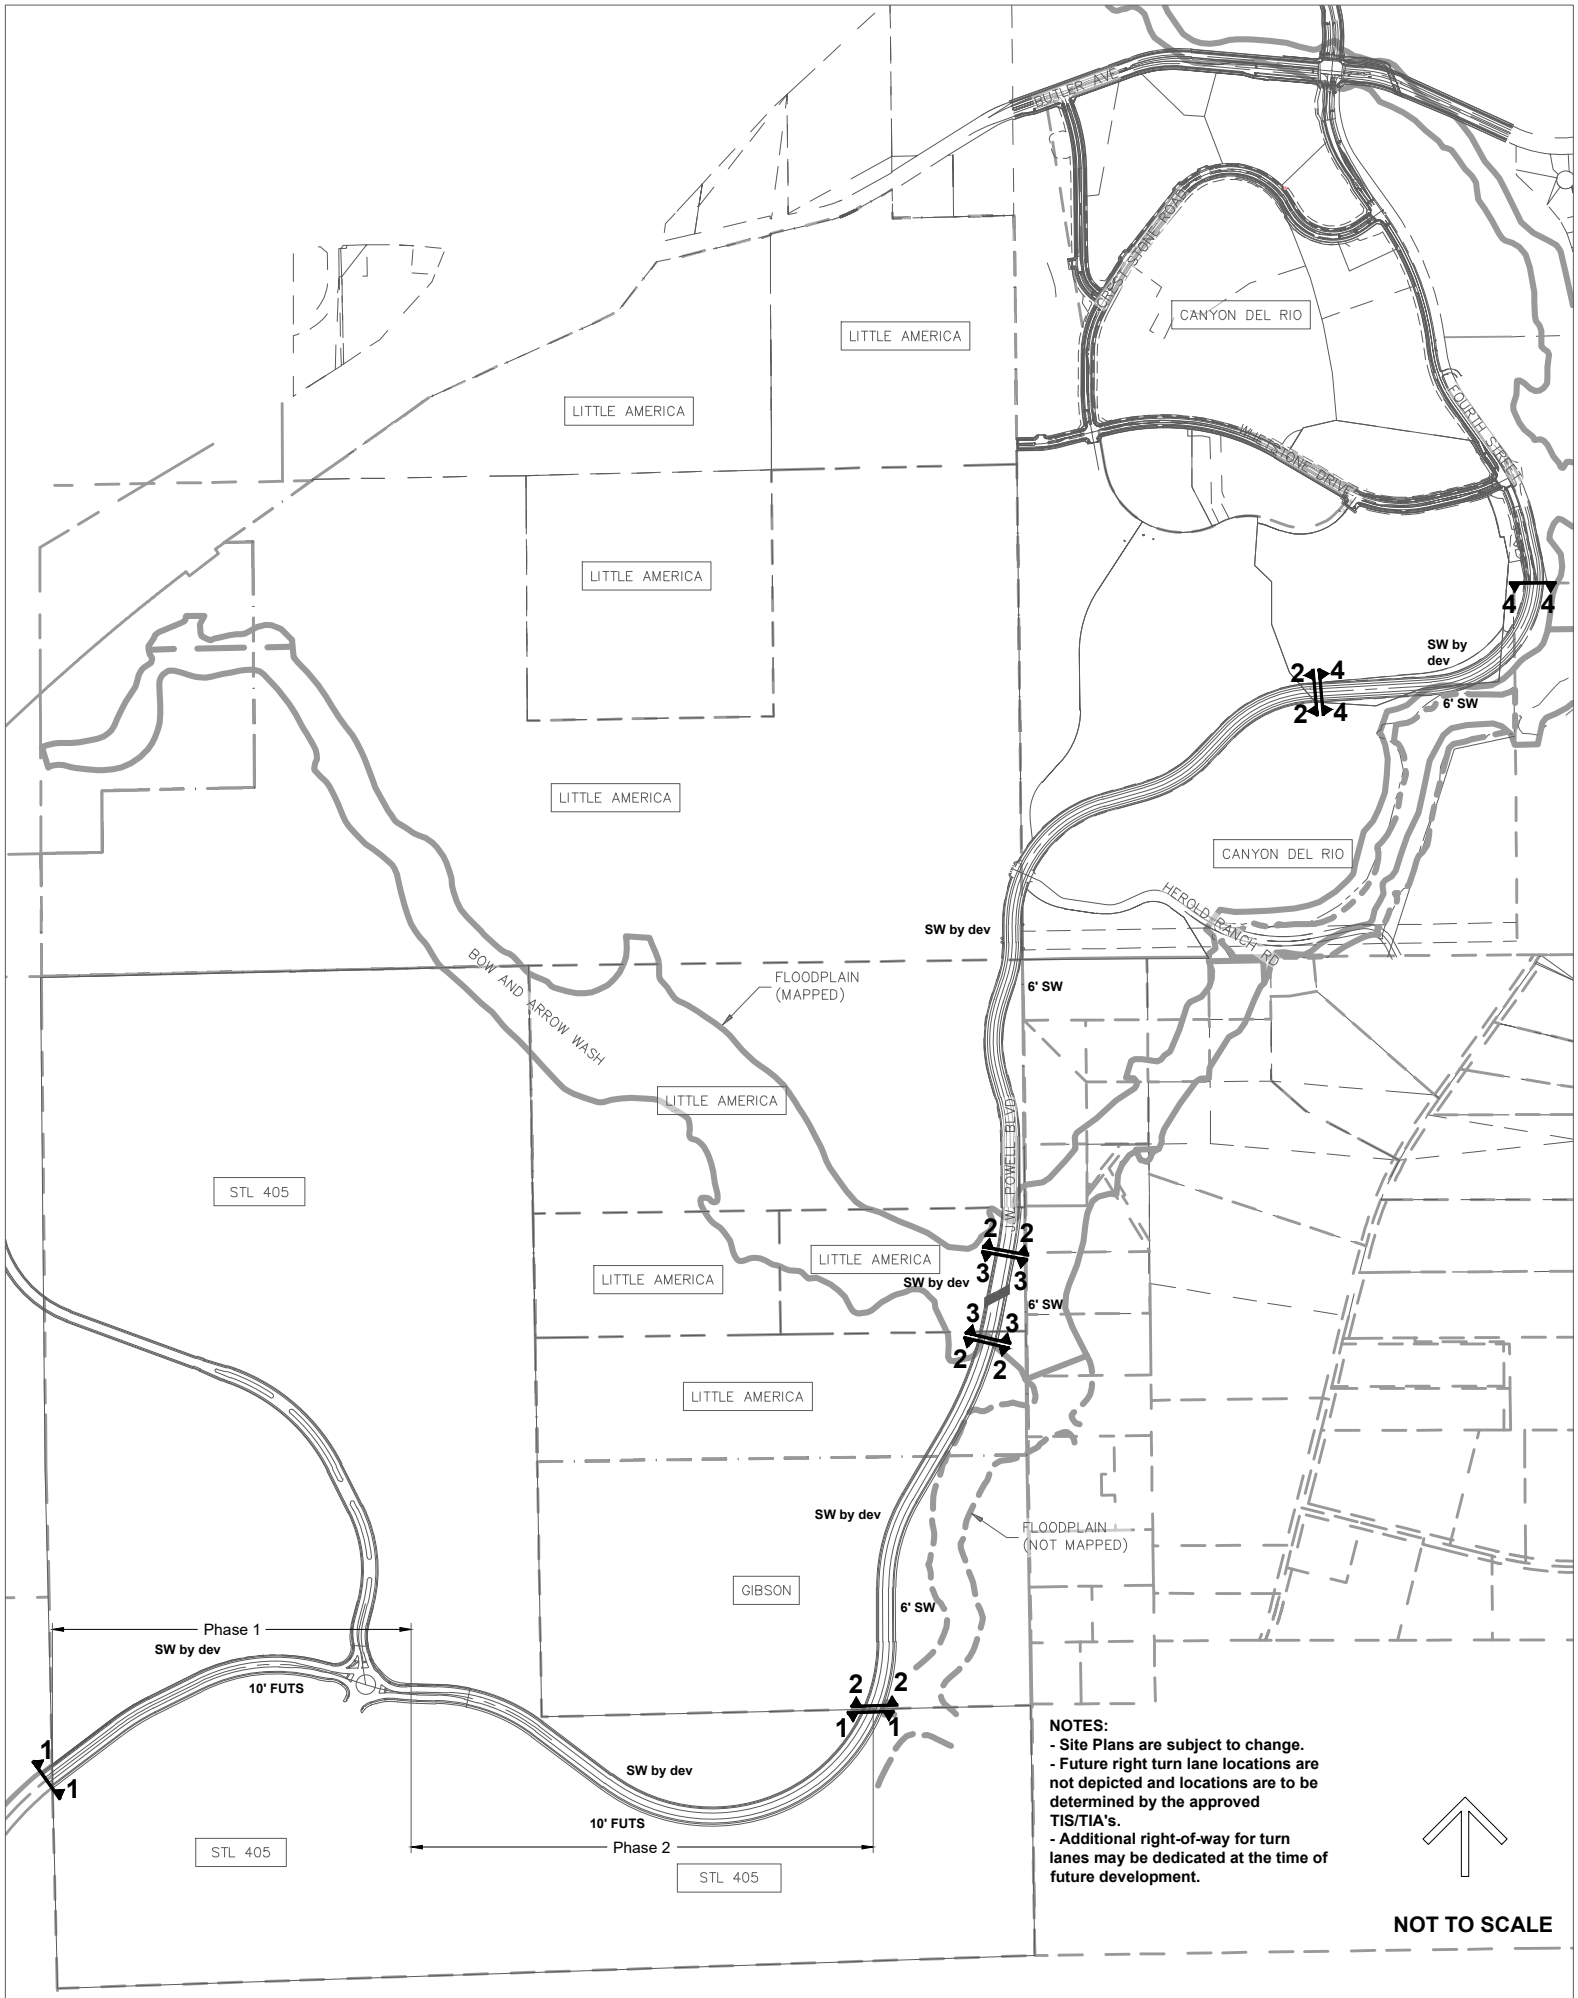 BUTLER AVE
CREST STONE ROAD
CANYON DEL RIO
LITTLE AMERICA
LITTLE AMERICA
FOURTH STREET
WHETSTONE DRIVE
LITTLE AMERICA
4 4
SW by
dev
2 4
2 4
6' SW
LITTLE AMERICA
CANYON DEL RIO
HEROLD RANCH RD
SW by dev
BOW AND ARROW WASH
FLOODPLAIN
(MAPPED)
6' SW
LITTLE AMERICA
J.W. POWELL BLVD
STL 405
2 2
LITTLE AMERICA
LITTLE AMERICA
SW by dev
3 3
6' SW
3 3
2 2
LITTLE AMERICA
SW by dev
FLOODPLAIN
(NOT MAPPED)
GIBSON
6' SW
Phase 1
SW by dev
10' FUTS
2 2
1 1
1
1
SW by dev
10' FUTS
Phase 2
STL 405
STL 405
NOTES:
- Site Plans are subject to change.
- Future right turn lane locations are
not depicted and locations are to be
determined by the approved
TIS/TIA's.
- Additional right-of-way for turn
lanes may be dedicated at the time of
future development.
NOT TO SCALE